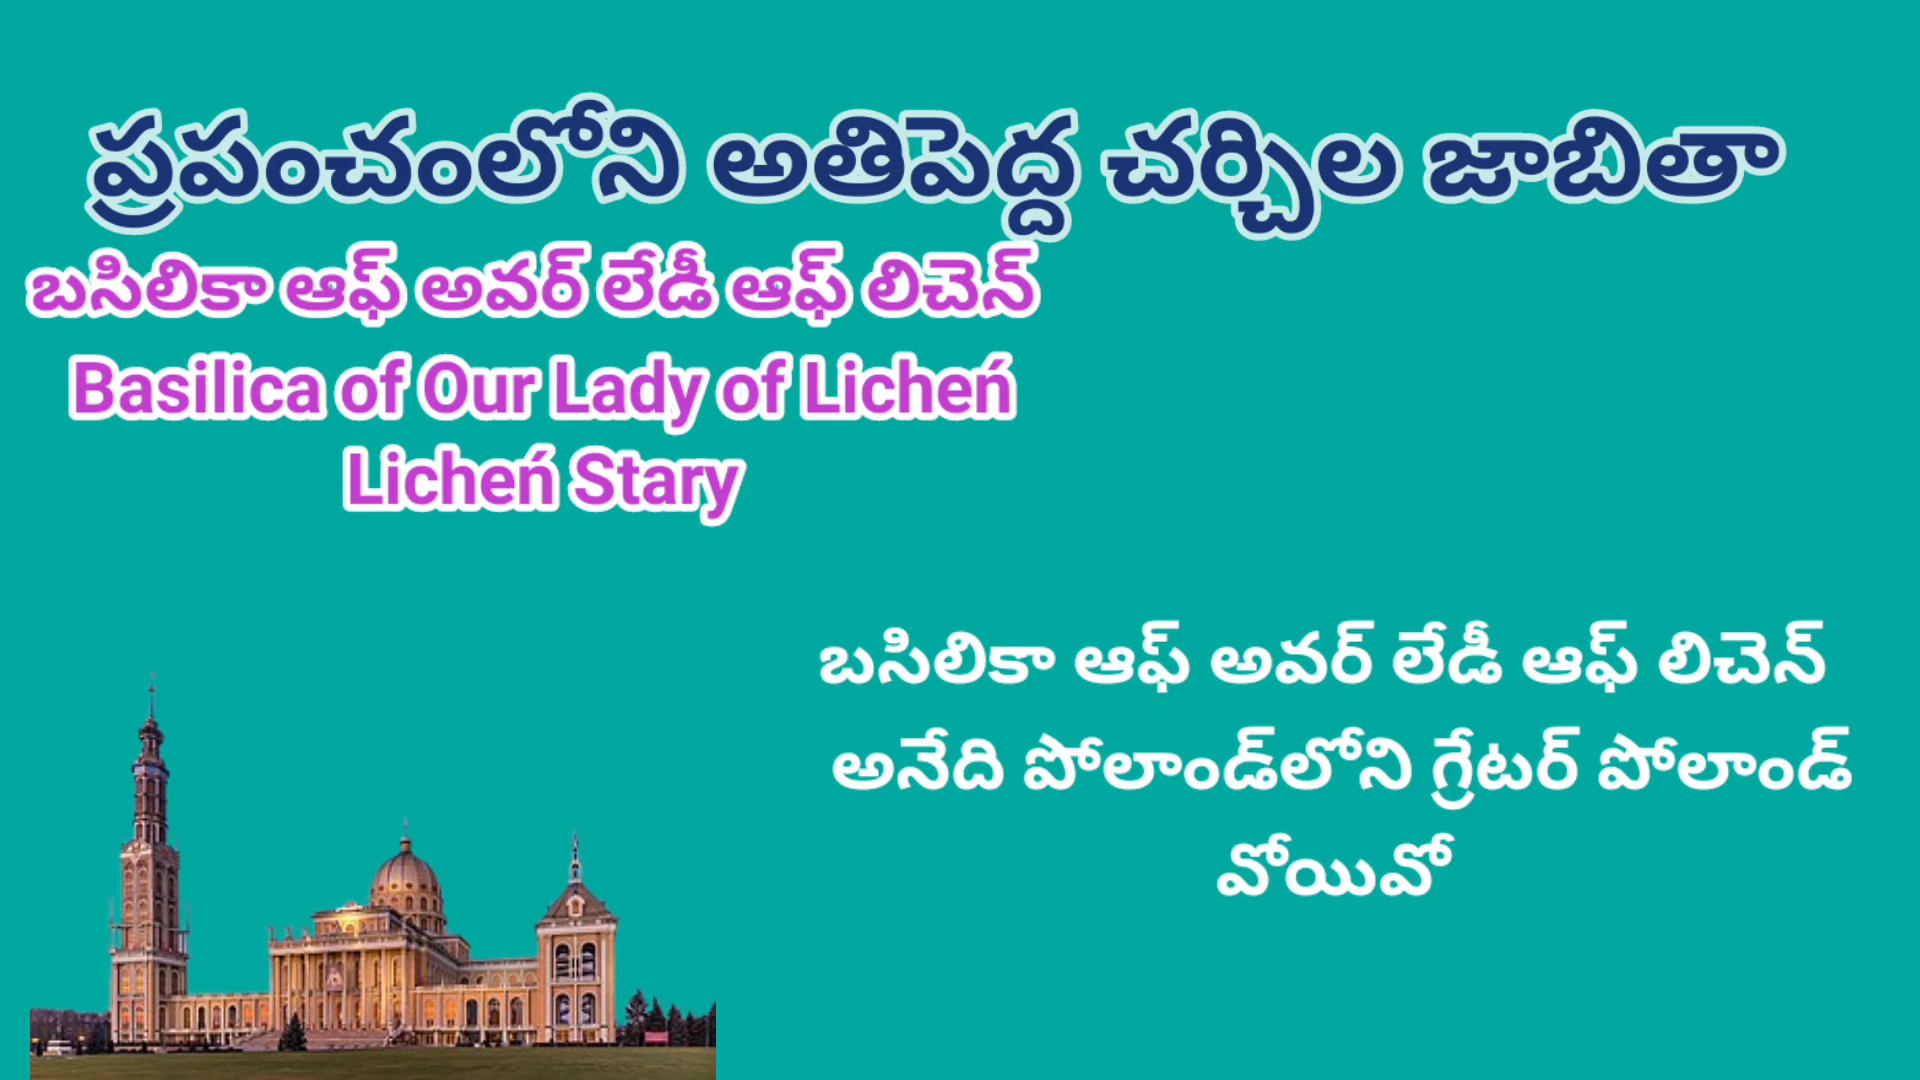 ప్రపంచంలోని అతిపెద్ద చర్చిల జాబితా
బసిలికా ఆఫ్ అవర్ లేడీ ఆఫ్ లిచెన్
Basilica of Our Lady of Licheń
Licheń Stary
బసిలికా ఆఫ్ అవర్ లేడీ ఆఫ్ లిచెన్
అనేది పోలాండ్‌లోని గ్రేటర్ పోలాండ్
వోయివో